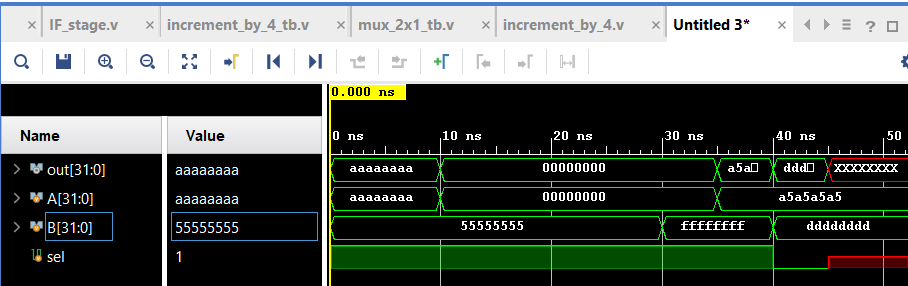 IF_stage.v increment_by_4_tb.v mux_2x1_tb.v increment_by_4.v Untitled 3*
0.000 ns
Name Value
0 ns 10 ns 20 ns 30 ns 40 ns 50
out[31:0] aaaaaaaa aaaaaaaa 00000000 a5a ddd XXXXXXXX
A[31:0] aaaaaaaa aaaaaaaa 00000000 a5a5a5a5
B[31:0] 55555555 55555555 ffffffff dddddddd
sel 1